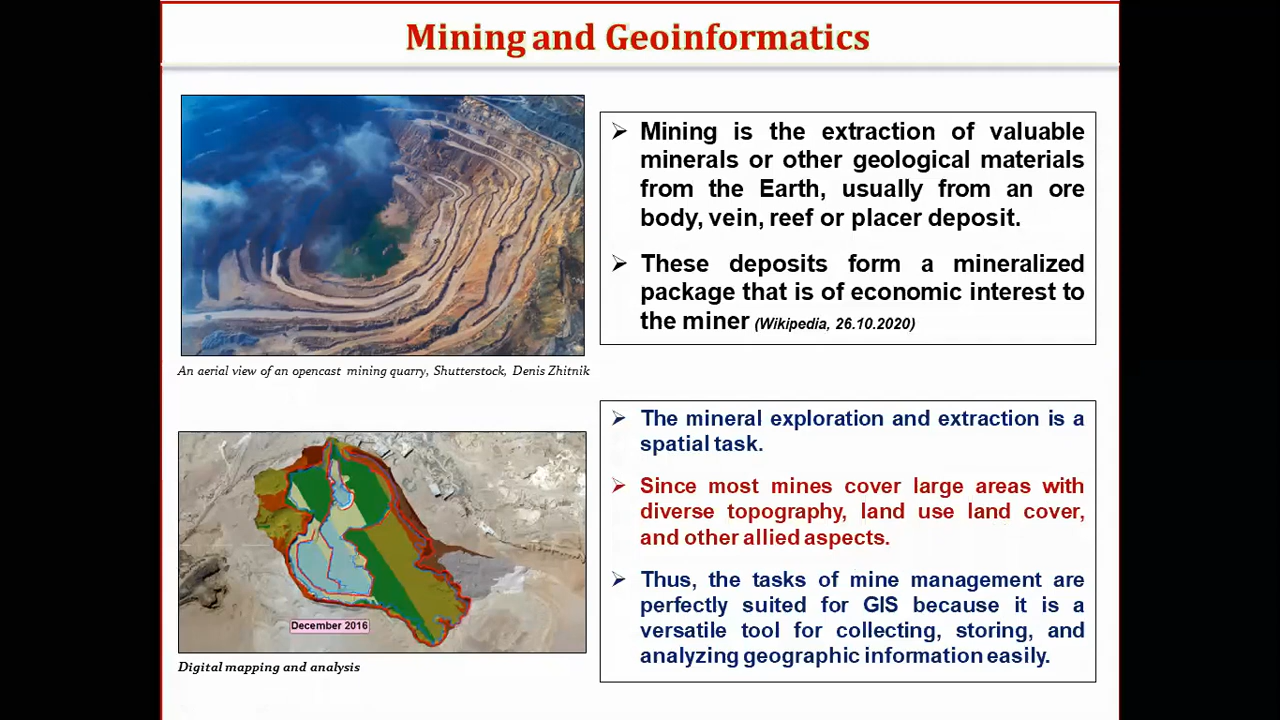 Mining and Geoinformatics
➢ Mining is the extraction of valuable
minerals or other geological materials
from the Earth, usually from an ore
body, vein, reef or placer deposit.
➢ These deposits form a mineralized
package that is of economic interest to
the miner (Wikipedia, 26.10.2020)
An aerial view of an opencast mining quarry, Shutterstock, Denis Zhitnik
➢ The mineral exploration and extraction is a
spatial task.
➢ Since most mines cover large areas with
diverse topography, land use land cover,
and other allied aspects.
➢ Thus, the tasks of mine management are
perfectly suited for GIS because it is a
versatile tool for collecting, storing, and
analyzing geographic information easily.
December 2016
Digital mapping and analysis